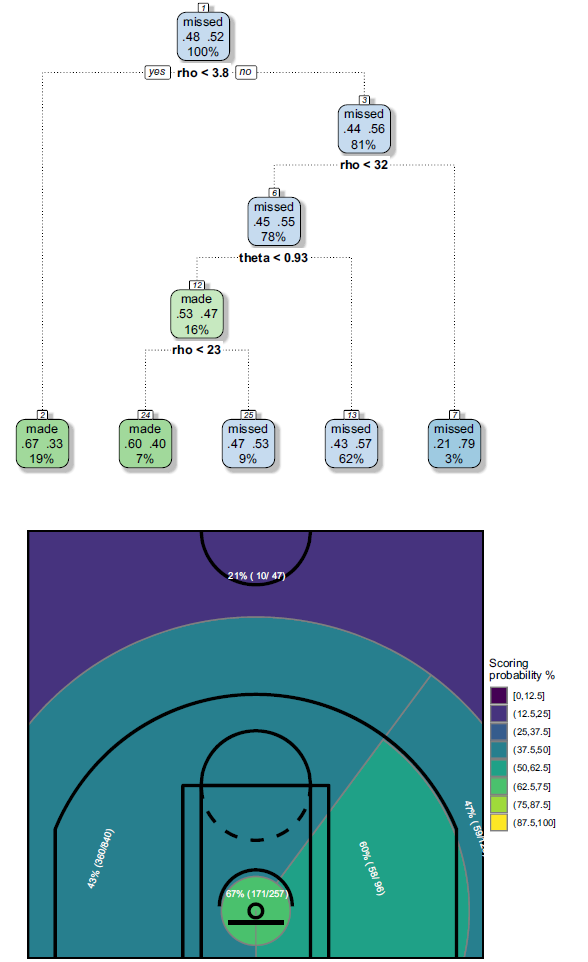 1
missed
.48 .52
100%
yes rho < 3.8 no
3
missed
.44 .56
81%
rho < 32
6
missed
.45 .55
78%
theta < 0.93
12
made
.53 .47
16%
rho < 23
2
made
.67 .33
19%
24
made
.60 .40
7%
25
missed
.47 .53
9%
13
missed
.43 .57
62%
7
missed
.21 .79
3%
21% ( 10/ 47)
43% (360/840)
67% (171/257)
60% ( 58/ 96)
47% ( 59/12
Scoring
probability %
[0,12.5]
(12.5,25]
(25,37.5]
(37.5,50]
(50,62.5]
(62.5,75]
(75,87.5]
(87.5,100]